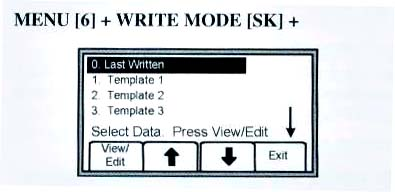 MENU [6] + WRITE MODE [SK] +
0. Last Written
1. Template 1
2. Template 2
3. Template 3
Select Data. Press View/Edit
View/
Edit
Exit